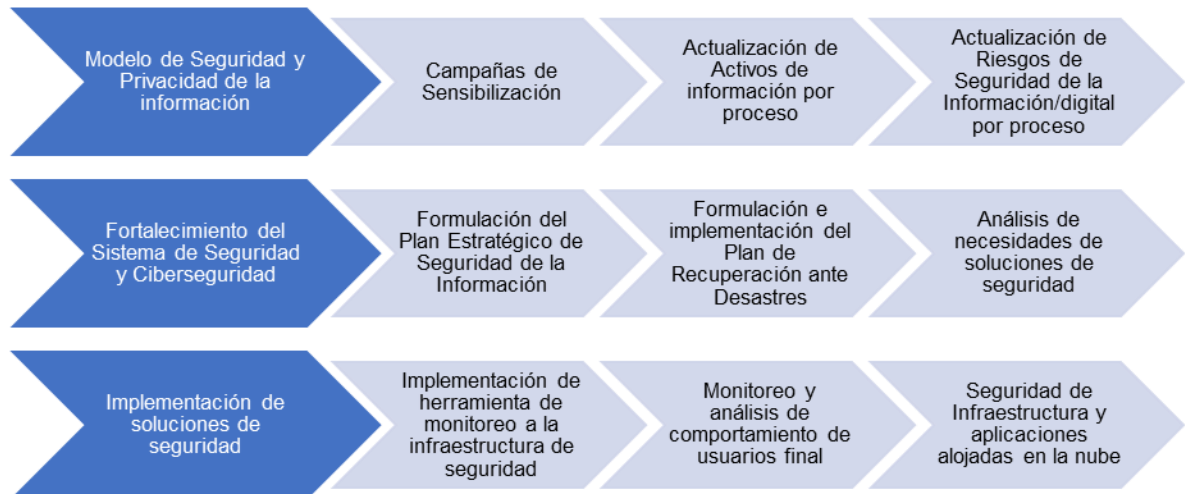 Modelo de Seguridad y
Privacidad de la
información
Campañas de
Sensibilización
Actualización de
Activos de
información por
proceso
Actualización de
Riesgos de
Seguridad de la
Información/digital
por proceso
Fortalecimiento del
Sistema de Seguridad
y Ciberseguridad
Formulación del
Plan Estratégico de
Seguridad de la
Información
Formulación e
implementación del
Plan de
Recuperación ante
Desastres
Análisis de
necesidades de
soluciones de
seguridad
Implementación de
soluciones de
seguridad
Implementación de
herramienta de
monitoreo a la
infraestructura de
seguridad
Monitoreo y
análisis de
comportamiento de
usuarios final
Seguridad de
Infraestructura y
aplicaciones
alojadas en la nube